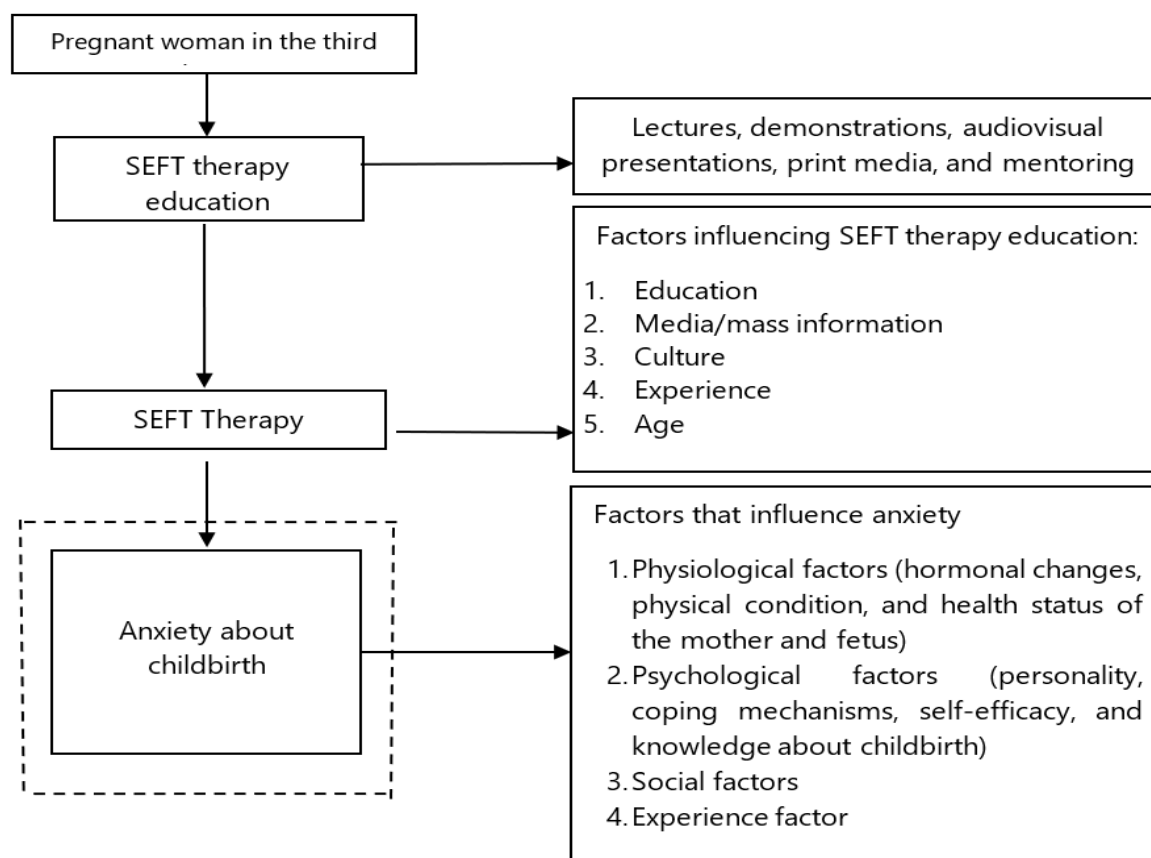 Pregnant woman in the third
SEFT therapy
education
Lectures, demonstrations, audiovisual
presentations, print media, and mentoring
Factors influencing SEFT therapy education:
1. Education
2. Media/mass information
3. Culture
4. Experience
5. Age
SEFT Therapy
Anxiety about
childbirth
Factors that influence anxiety
1. Physiological factors (hormonal changes,
physical condition, and health status of
the mother and fetus)
2. Psychological factors (personality,
coping mechanisms, self-efficacy, and
knowledge about childbirth)
3. Social factors
4. Experience factor